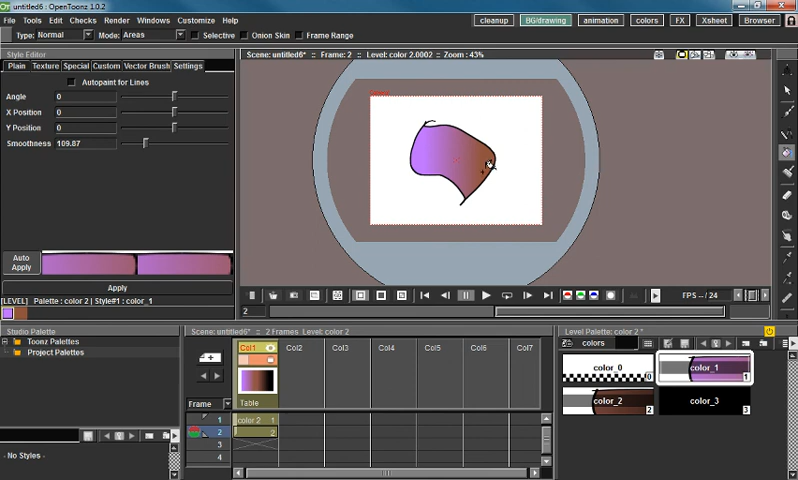 untitled6* : OpenToonz 1.0.2
File Edit Checks Render Windows Customize Help
cleanup BG/drawing animation colors FX Xsheet Browser
Type: Normal Mode: Areas Selective Autopaint Onion Skin Frame Range
Style Editor
Plain Texture Special Custom Vector Brush Settings
Autopaint for Lines
Angle 0
X Position 0
Y Position 0
Smoothness 109.87
Auto
Apply
Apply
[LEVEL] Palette : color 2 | Style#1 : color_1
Scene: untitled6* :: Frame: 2 :: Level: color 2.0002 :: Zoom : 43%
2
FPS -- /24
Studio Palette
Toonz Palettes
Project Palettes
- No Styles -
Scene: untitled6* :: 2 Frames Level: color 2
Col1 Col2 Col3 Col4 Col5 Col6 Col7
Table
Frame
1 color 2 1
2 2
3
4
Level Palette: color 2 *
colors
color_0 0
color_1 1
color_2 2
color_3 3